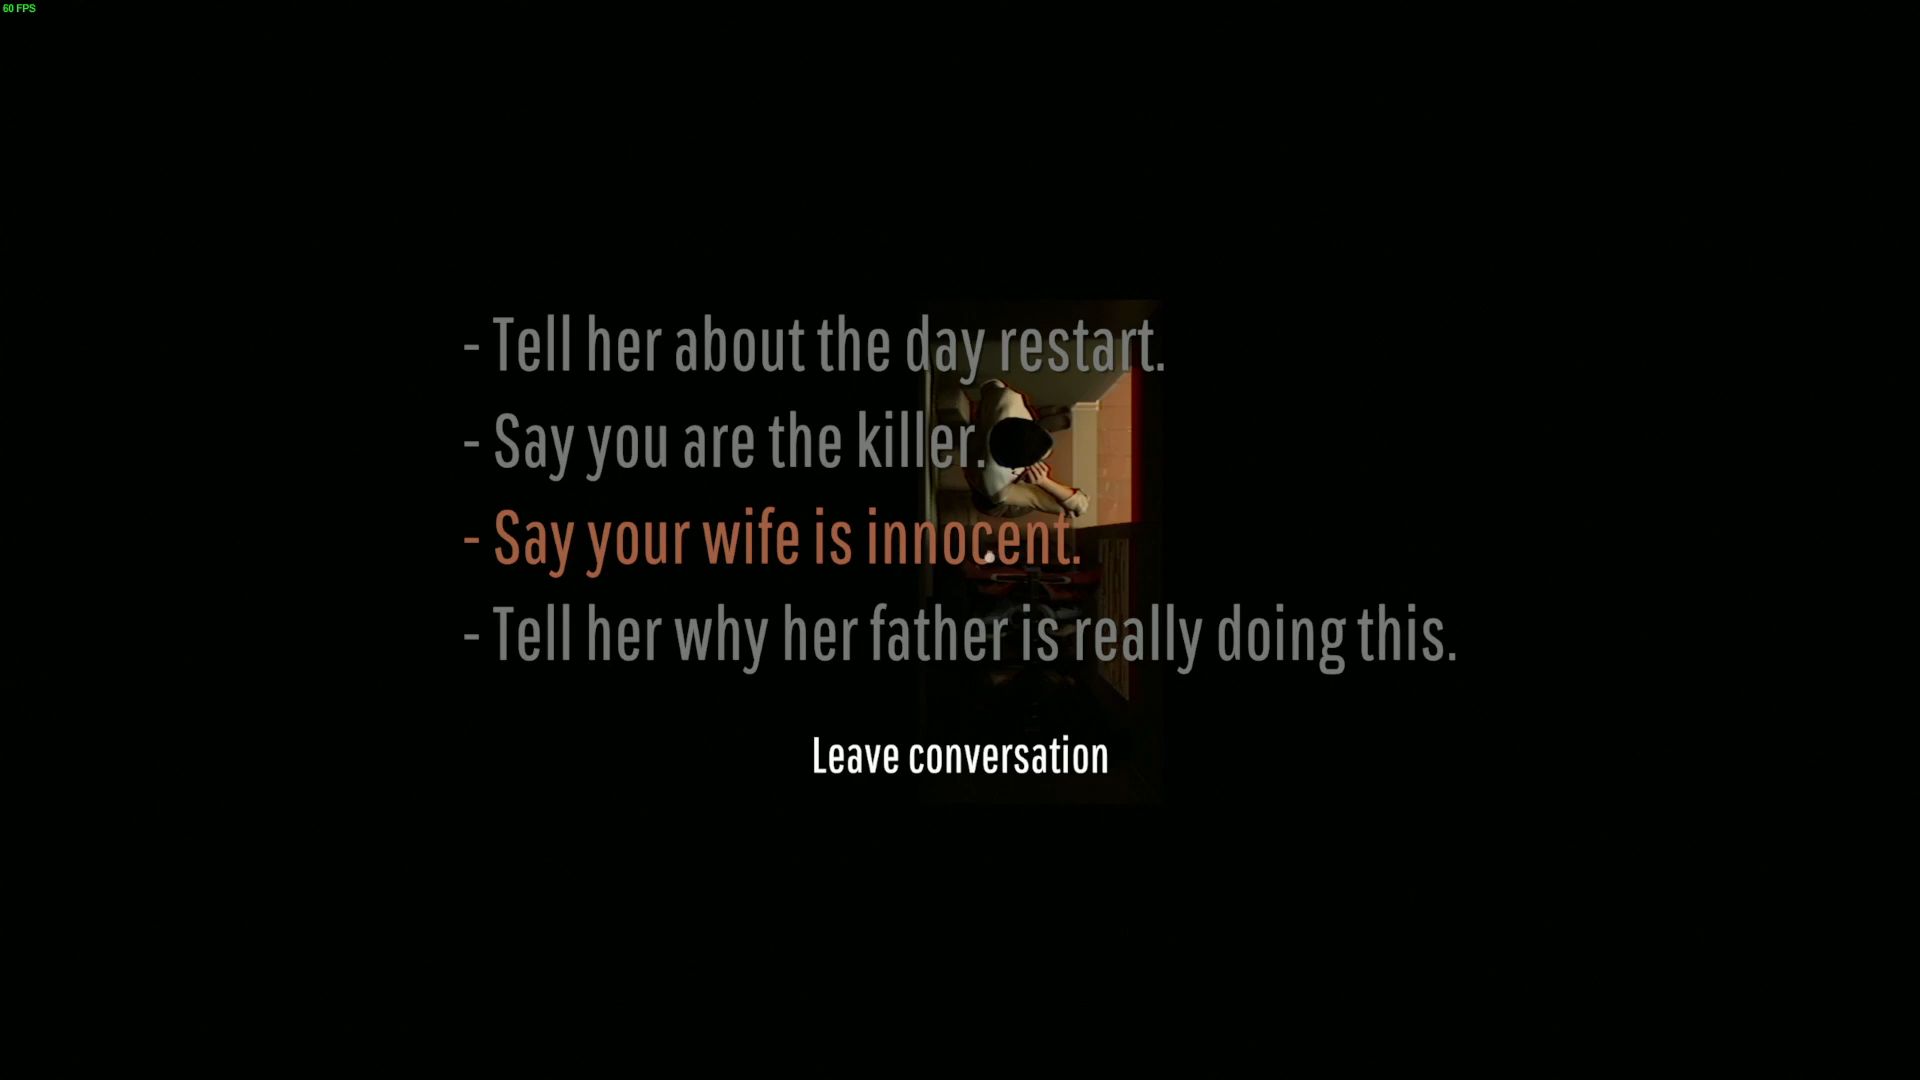 60 FPS
- Tell her about the day restart.
- Say you are the killer.
- Say your wife is innocent.
- Tell her why her father is really doing this.
Leave conversation